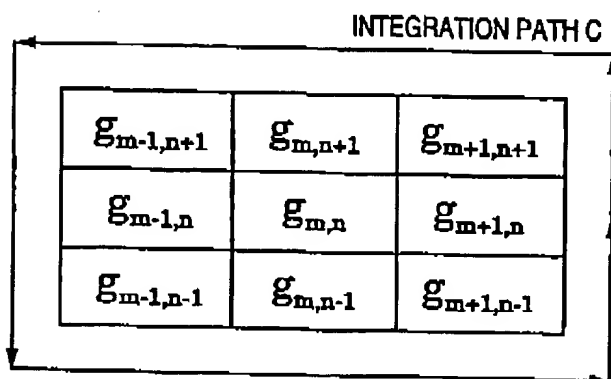 INTEGRATION PATH C
g_{m-1,n+1} g_{m,n+1} g_{m+1,n+1}
g_{m-1,n} g_{m,n} g_{m+1,n}
g_{m-1,n-1} g_{m,n-1} g_{m+1,n-1}